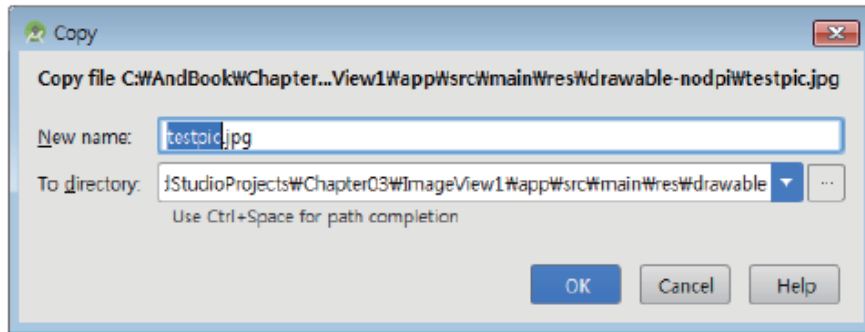 Copy
Copy file C:₩AndBook₩Chapter...View1₩app₩src₩main₩res₩drawable-nodpi₩testpic.jpg
New name: testpic.jpg
To directory: dStudioProjects₩Chapter03₩ImageView1₩app₩src₩main₩res₩drawable ...
Use Ctrl+Space for path completion
OK Cancel Help